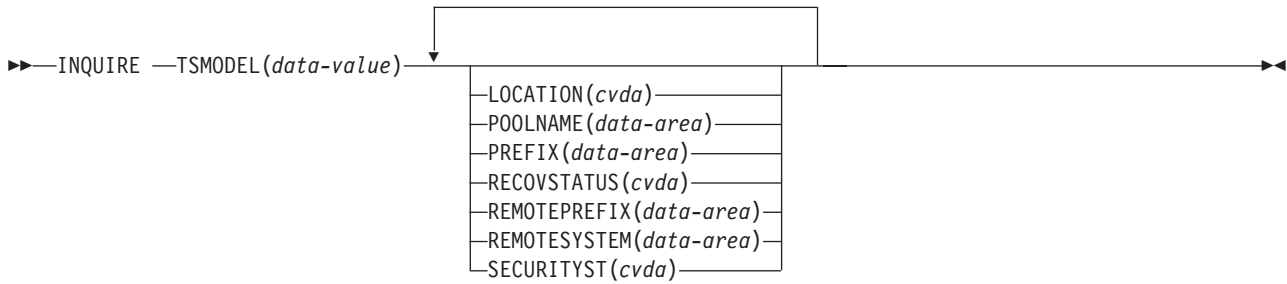 INQUIRE TSMODEL(data-value)
LOCATION(cvda)
POOLNAME(data-area)
PREFIX(data-area)
RECOVSTATUS(cvda)
REMOTEPREFIX(data-area)
REMOTESYSTEM(data-area)
SECURITYST(cvda)